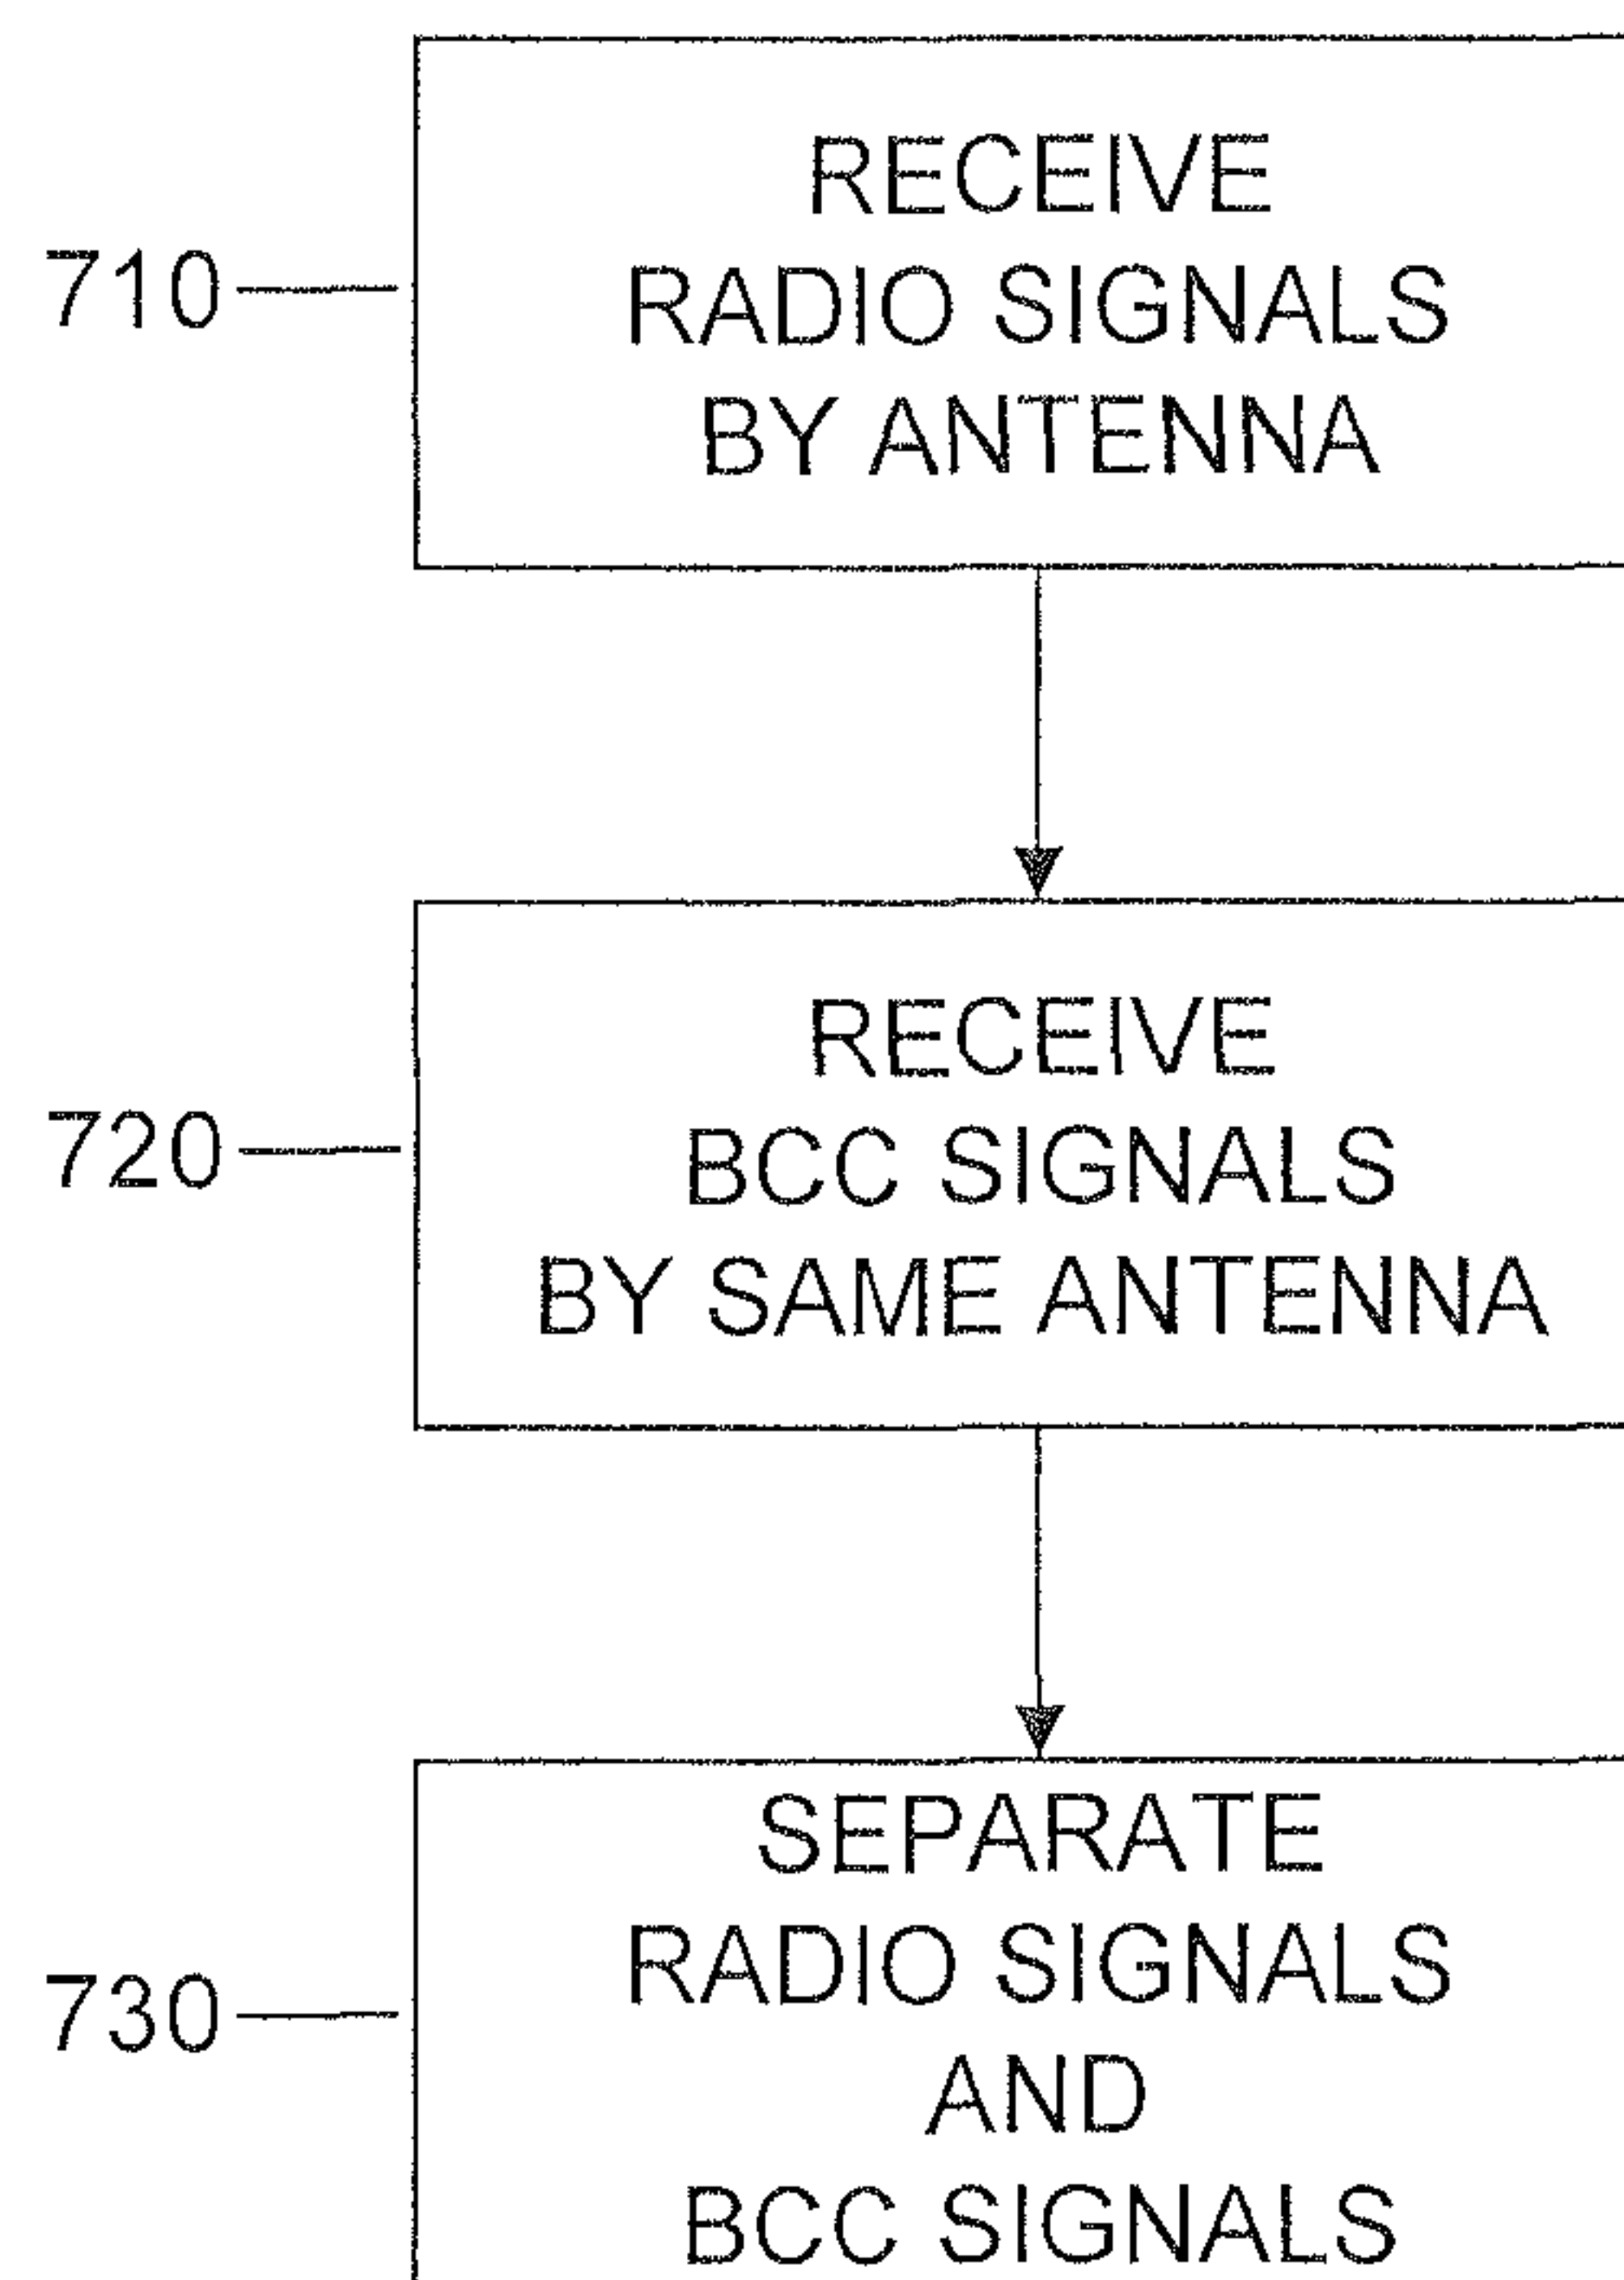 RECEIVE
RADIO SIGNALS
BY ANTENNA
710
RECEIVE
BCC SIGNALS
BY SAME ANTENNA
720
SEPARATE
RADIO SIGNALS
AND
BCC SIGNALS
730